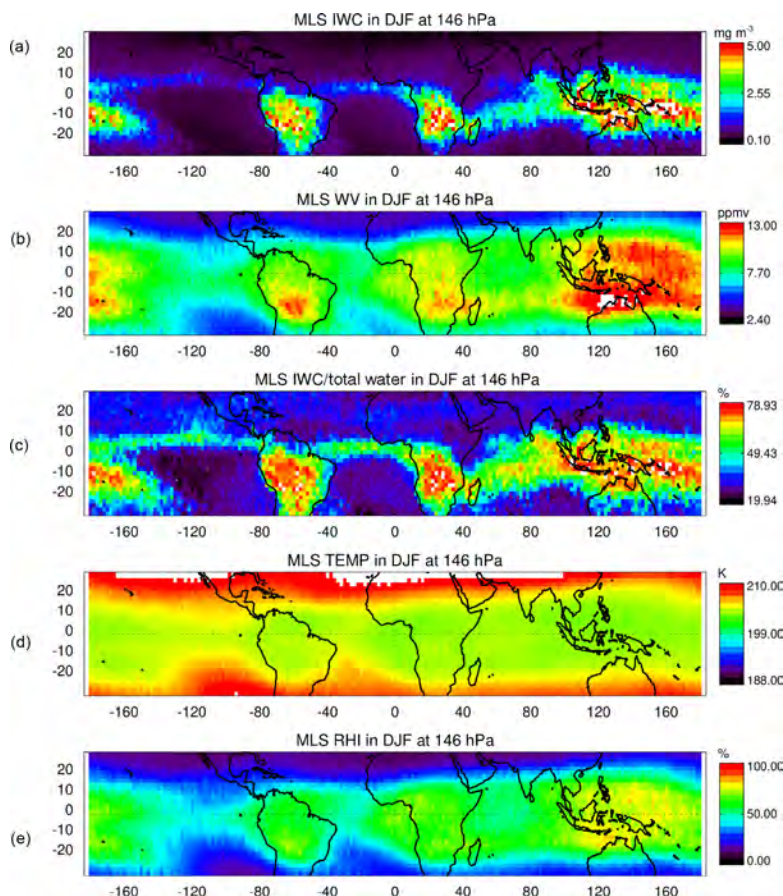 MLS IWC in DJF at 146 hPa
(a)
mg m-3
20
10
0
-10
-20
5.00
2.55
0.10
-160 -120 -80 -40 0 40 80 120 160
MLS WV in DJF at 146 hPa
(b)
ppmv
20
10
0
-10
-20
13.00
7.70
2.40
-160 -120 -80 -40 0 40 80 120 160
MLS IWC/total water in DJF at 146 hPa
(c)
%
20
10
0
-10
-20
78.93
49.43
19.94
-160 -120 -80 -40 0 40 80 120 160
MLS TEMP in DJF at 146 hPa
(d)
K
20
10
0
-10
-20
210.00
199.00
188.00
-160 -120 -80 -40 0 40 80 120 160
MLS RHI in DJF at 146 hPa
(e)
%
20
10
0
-10
-20
100.00
50.00
0.00
-160 -120 -80 -40 0 40 80 120 160